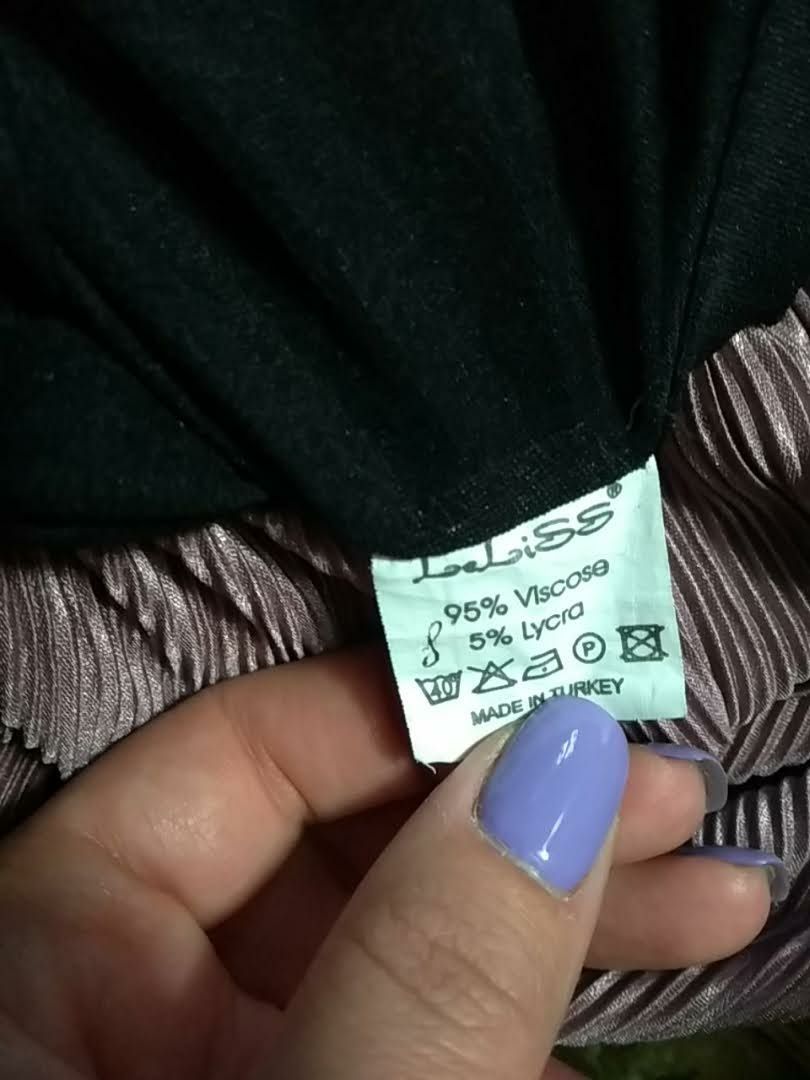 LeLiSS®
95% Viscose
5% Lycra
40 P
MADE IN TURKEY